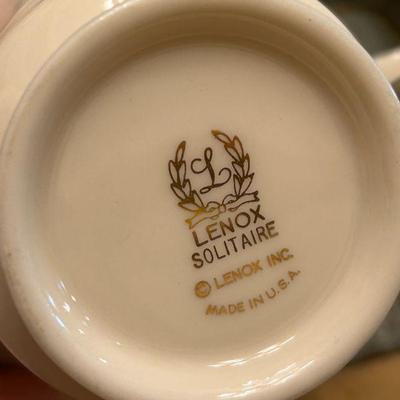 L
LENOX
SOLITAIRE
© LENOX INC.
MADE IN U.S.A.